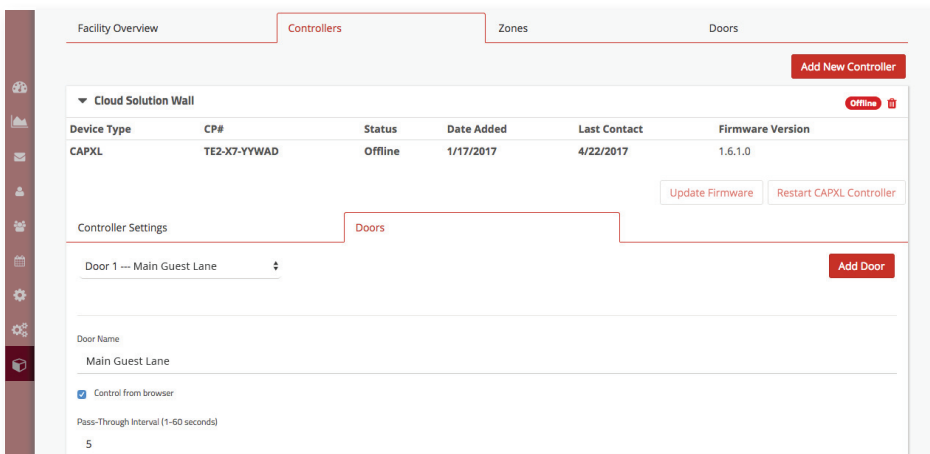 Facility Overview Controllers Zones Doors
Add New Controller
Cloud Solution Wall Offline
Device Type CP# Status Date Added Last Contact Firmware Version
CAPXL TE2-X7-YYWAD Offline 1/17/2017 4/22/2017 1.6.1.0
Update Firmware Restart CAPXL Controller
Controller Settings Doors
Door 1 --- Main Guest Lane Add Door
Door Name
Main Guest Lane
Control from browser
Pass-Through Interval (1-60 seconds)
5